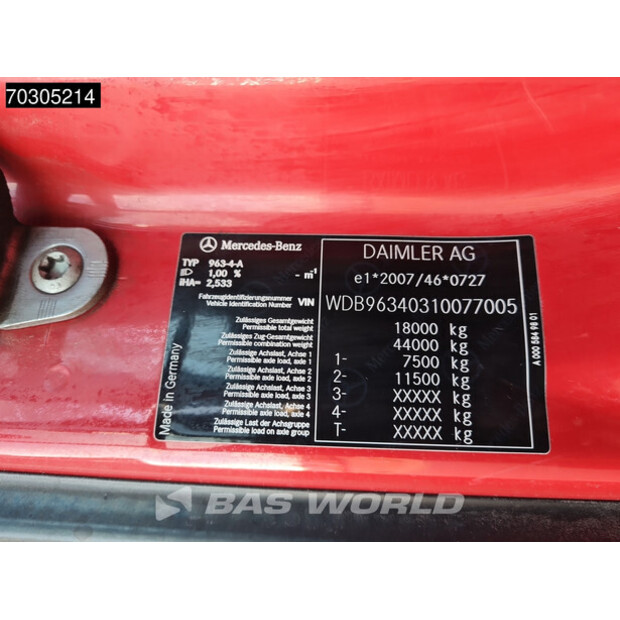 70305214
Mercedes-Benz
TYP 963-4-A
1,00 % - m⁻¹
iHA= 2,533
Fahrzeugidentifizierungsnummer
Vehicle Identification Number VIN
DAIMLER AG
e1*2007/46*0727
WDB96340310077005
Zulässiges Gesamtgewicht
Permissible total weight 18000 kg
Zulässiges Zug-Gesamtgewicht
Permissible combination weight 44000 kg
Zulässige Achslast, Achse 1
Permissible axle load, axle 1 1- 7500 kg
Zulässige Achslast, Achse 2
Permissible axle load, axle 2 2- 11500 kg
Zulässige Achslast, Achse 3
Permissible axle load, axle 3 3- XXXXX kg
Zulässige Achslast, Achse 4
Permissible axle load, axle 4 4- XXXXX kg
Zulässige Last der Achsgruppe
Permissible load on axle group T- XXXXX kg
Made in Germany
A 000 584 98 01
BAS WORLD